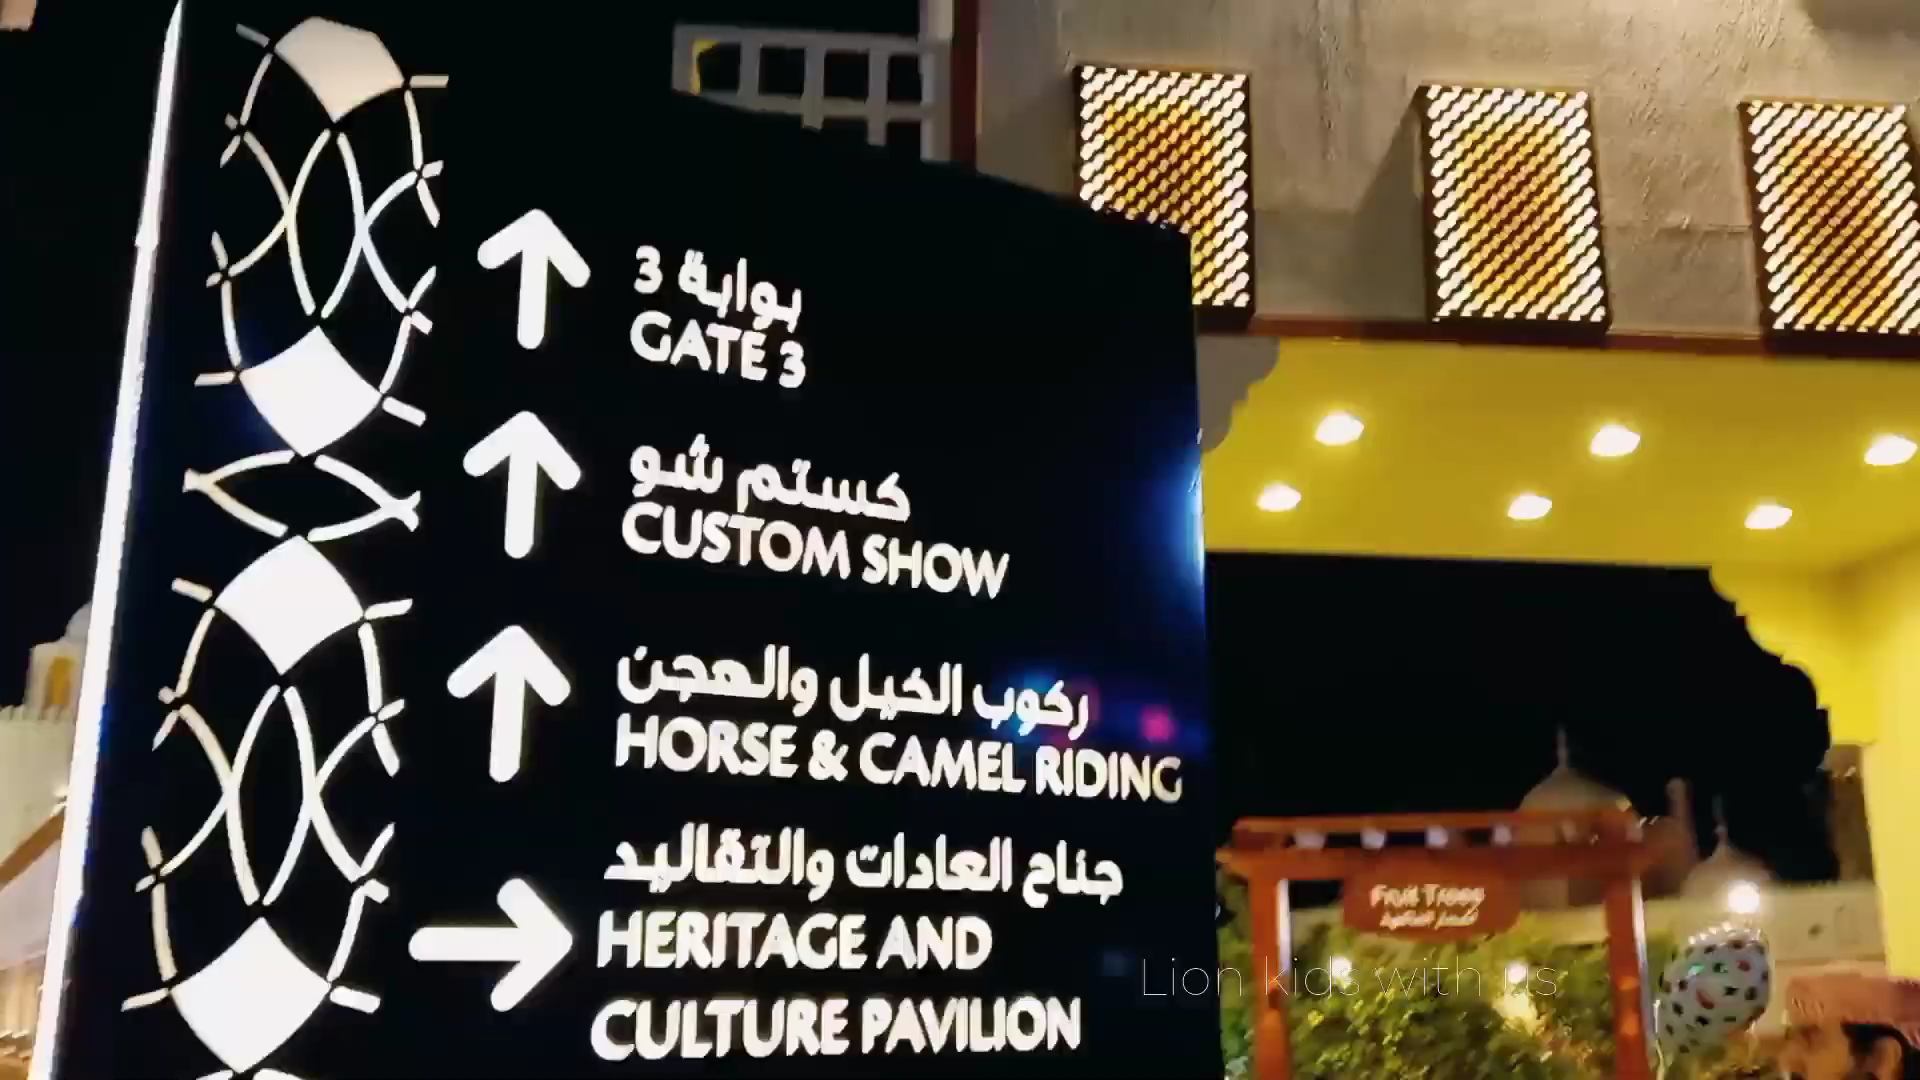 بوابة 3
GATE 3
كستم شو
CUSTOM SHOW
ركوب الخيل والهجن
HORSE & CAMEL RIDING
جناح العادات والتقاليد
HERITAGE AND
CULTURE PAVILION
Fruit Trees
Lion kids with us